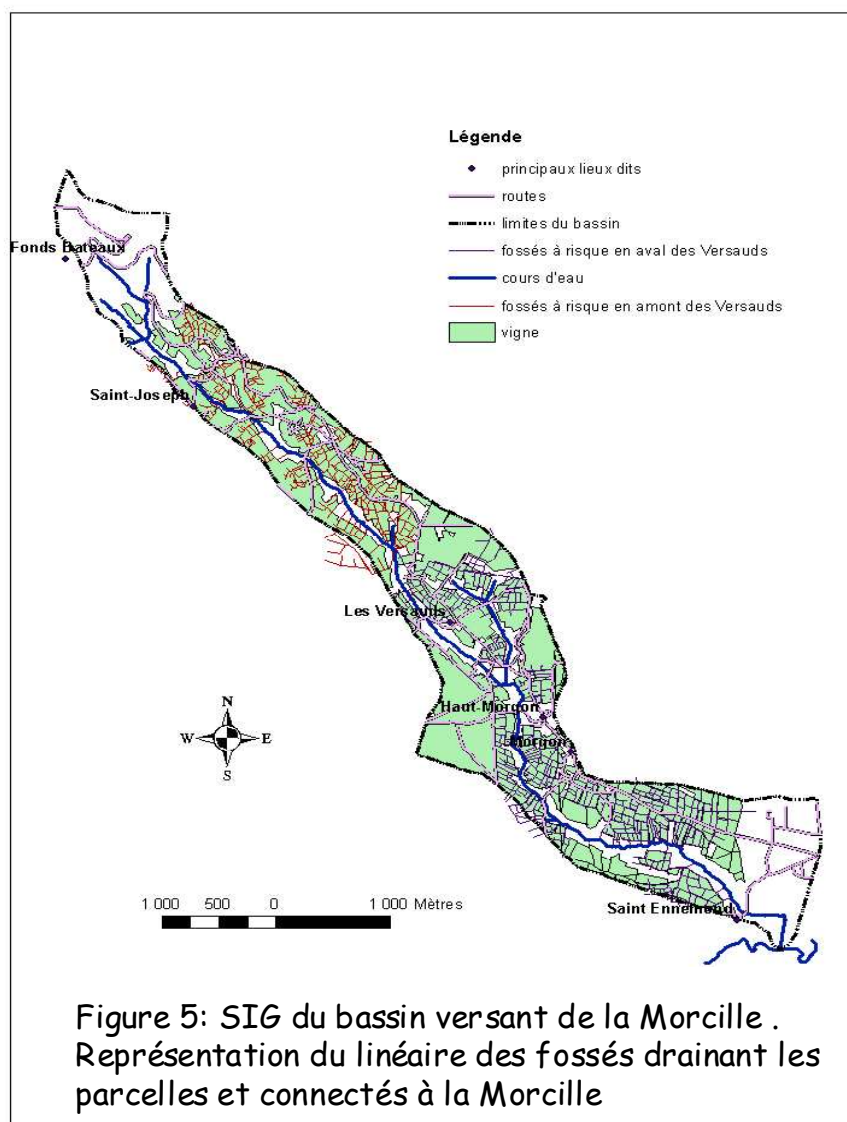 Légende
principaux lieux dits
routes
limites du bassin
fossés à risque en aval des Versauds
cours d'eau
fossés à risque en amont des Versauds
vigne
Fonds Bateaux
Saint-Joseph
Les Versauds
Haut-Morgon
Morgon
N
W E
S
1 000 500 0 1 000 Mètres
Saint Ennemond
Figure 5: SIG du bassin versant de la Morcille .
Représentation du linéaire des fossés drainant les
parcelles et connectés à la Morcille